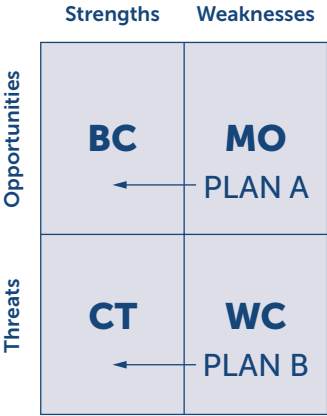 Strengths Weaknesses
Opportunities
BC MO
PLAN A
Threats
CT WC
PLAN B